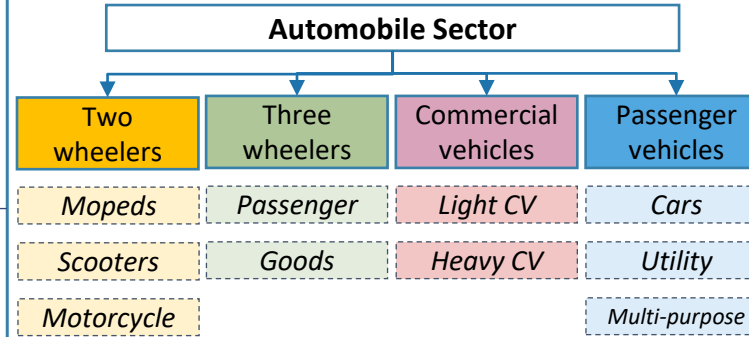 Automobile Sector
Two
wheelers
Three
wheelers
Commercial
vehicles
Passenger
vehicles
Mopeds
Passenger
Light CV
Cars
Scooters
Goods
Heavy CV
Utility
Motorcycle
Multi-purpose